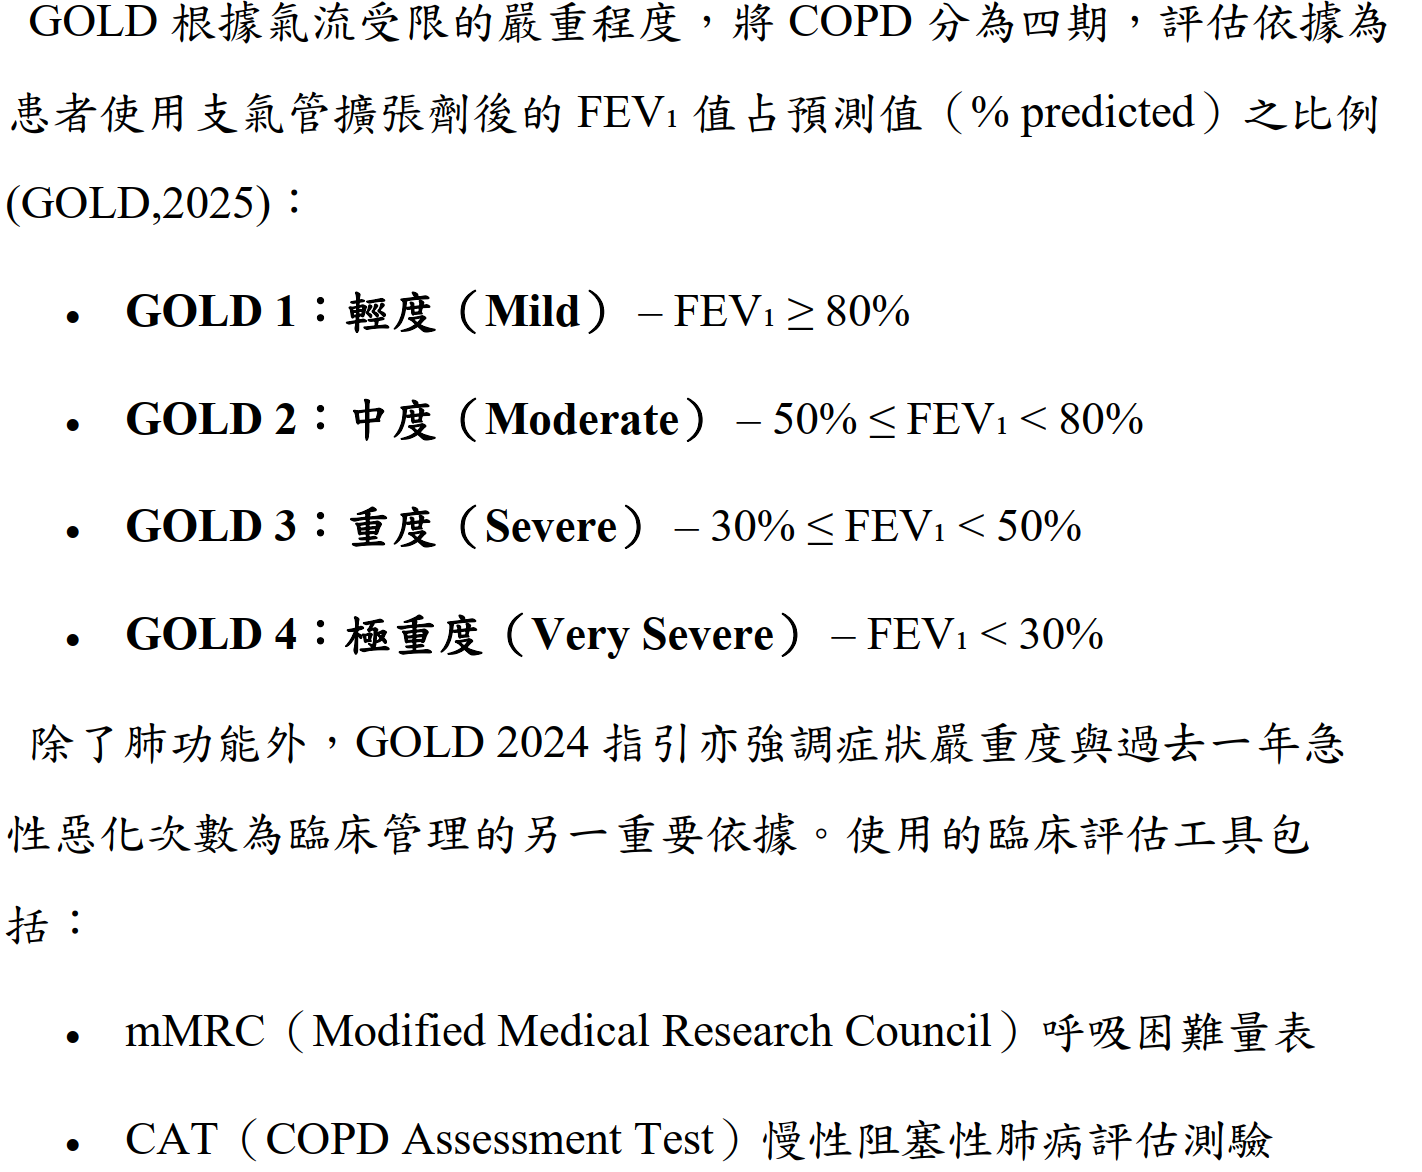 GOLD 根據氣流受限的嚴重程度，將 COPD 分為四期，評估依據為
患者使用支氣管擴張劑後的 FEV₁ 值占預測值（% predicted）之比例
(GOLD,2025)：
• GOLD 1：輕度（Mild） – FEV₁ ≥ 80%
• GOLD 2：中度（Moderate） – 50% ≤ FEV₁ < 80%
• GOLD 3：重度（Severe） – 30% ≤ FEV₁ < 50%
• GOLD 4：極重度（Very Severe） – FEV₁ < 30%
除了肺功能外，GOLD 2024 指引亦強調症狀嚴重度與過去一年急
性惡化次數為臨床管理的另一重要依據。使用的臨床評估工具包
括：
• mMRC（Modified Medical Research Council）呼吸困難量表
• CAT（COPD Assessment Test）慢性阻塞性肺病評估測驗